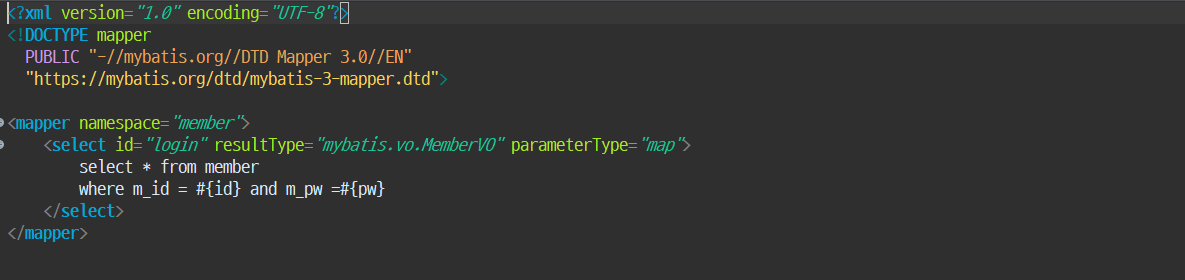 <?xml version="1.0" encoding="UTF-8"?>
<!DOCTYPE mapper
PUBLIC "-//mybatis.org//DTD Mapper 3.0//EN"
"https://mybatis.org/dtd/mybatis-3-mapper.dtd">
<mapper namespace="member">
<select id="login" resultType="mybatis.vo.MemberVO" parameterType="map">
select * from member
where m_id = #{id} and m_pw =#{pw}
</select>
</mapper>